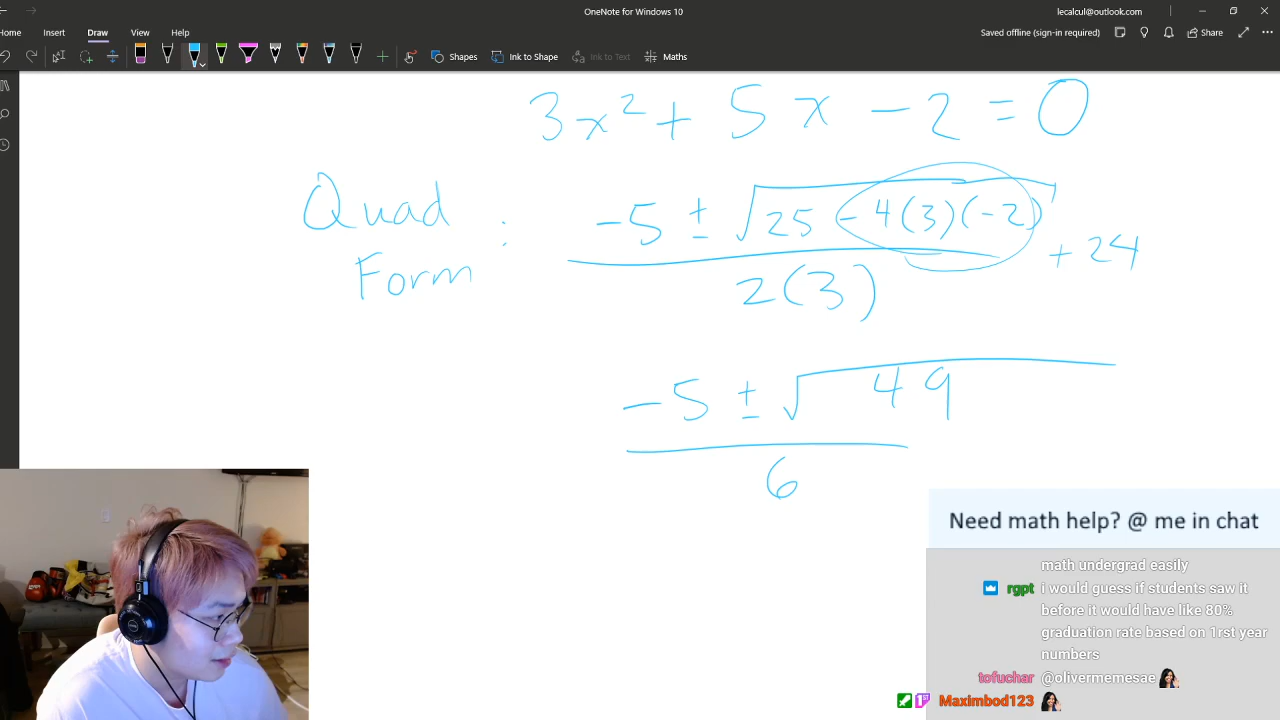 OneNote for Windows 10
lecalcul@outlook.com
Home Insert Draw View Help
Saved offline (sign-in required) Share
Shapes Ink to Shape Ink to Text Maths
3x² + 5x - 2 = 0
Quad Form : -5 ± √25 - 4(3)(-2)
+ 24
2(3)
-5 ± √49
6
Need math help? @ me in chat
math undergrad easily
rgpt i would guess if students saw it
before it would have like 80%
graduation rate based on 1rst year
numbers
tofuchar @olivermemesae
Maximbod123